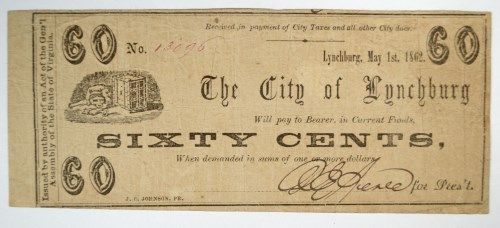 Received in payment of City Taxes and all other City dues.
60 No. 60
Lynchburg, May 1st, 1862.
The City of Lynchburg
Will pay to Bearer, in Current Funds,
SIXTY CENTS,
When demanded in sums of one or more dollars.
60 for Pres't.
J. C. JOHNSON, PR.
Issued by authority of an Act of the Gen'l
Assembly of the State of Virginia.